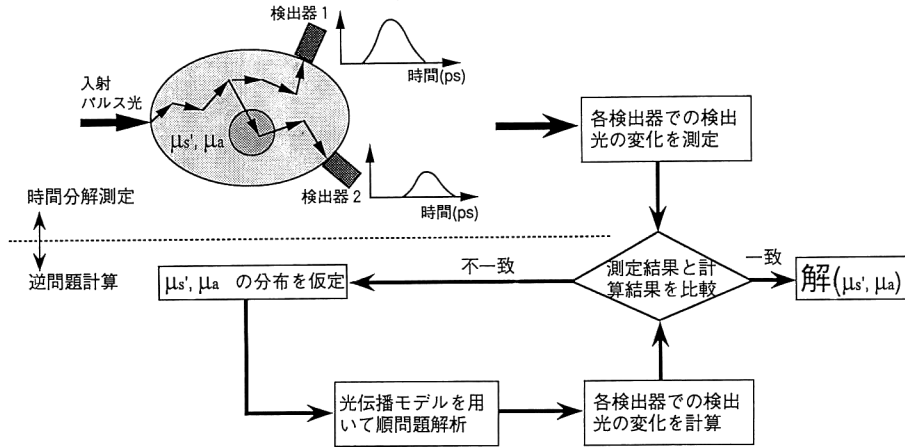 検出器1
時間(ps)
入射
パルス光
μs', μa
検出器2
時間(ps)
各検出器での検出
光の変化を測定
時間分解測定
逆問題計算
μs', μa の分布を仮定
不一致
測定結果と計
算結果を比較
一致
解(μs', μa)
光伝播モデルを用
いて順問題解析
各検出器での検出
光の変化を計算